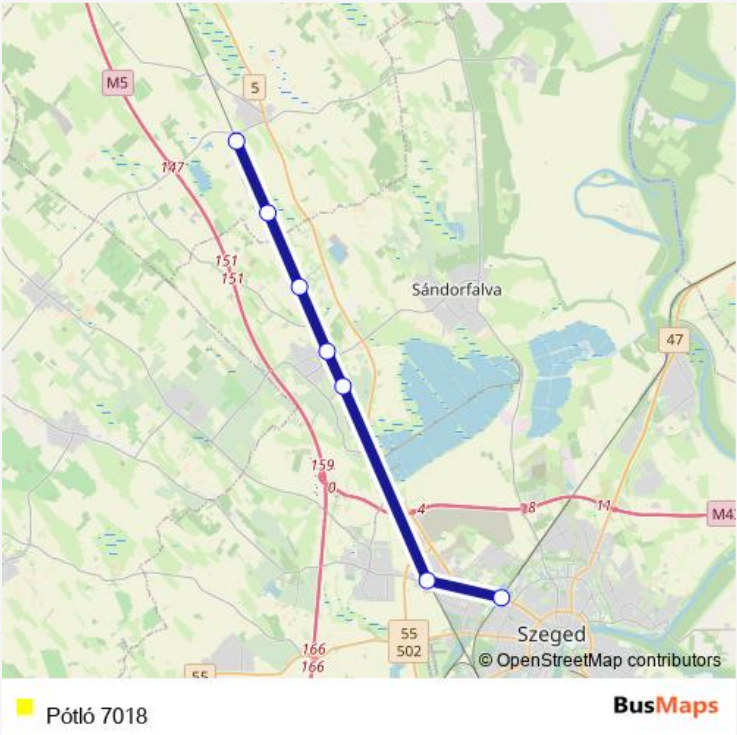 M5
5
147
151
151
Sándorfalva
47
159
0
4
8
11
M43
55
502
Szeged
166
166
55
© OpenStreetMap contributors
Pótló 7018
BusMaps